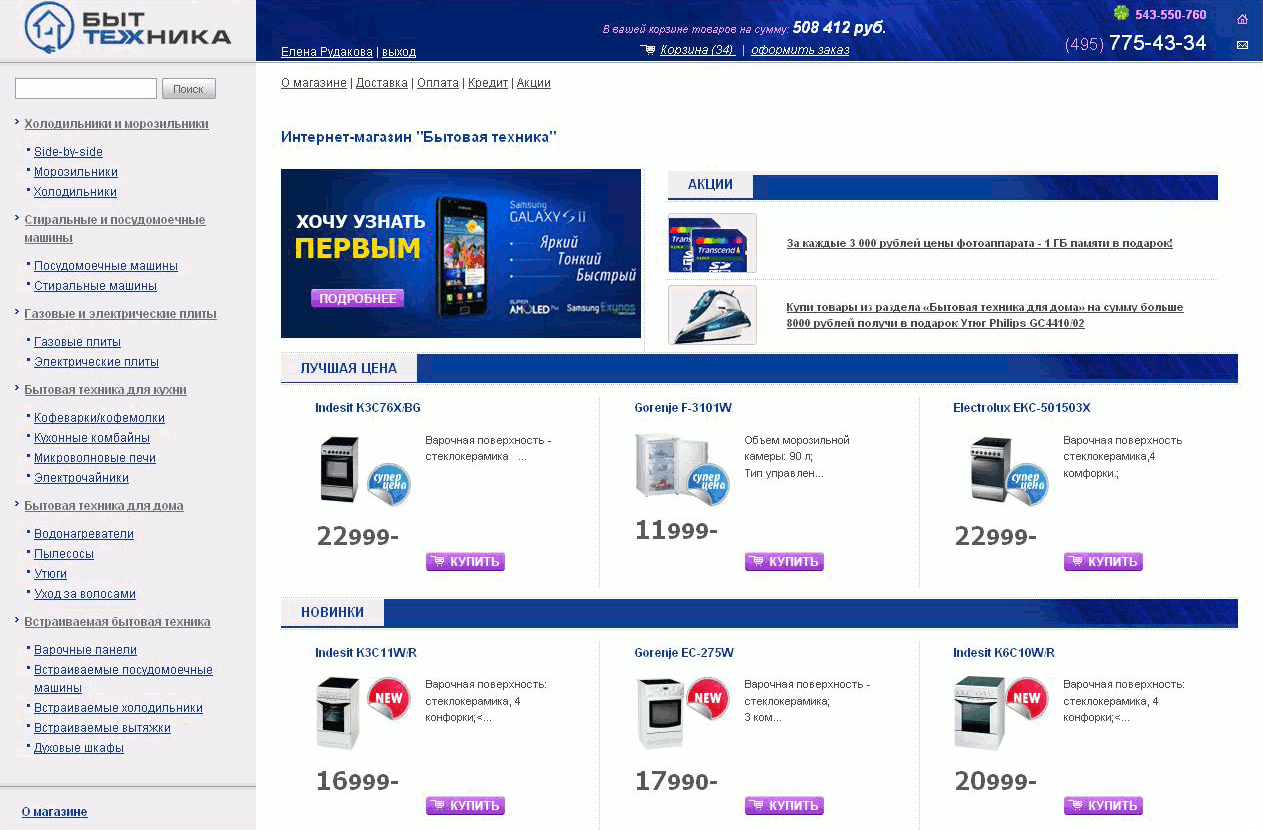 БЫТ
ТЕХНИКА
Елена Рудакова | выход
В вашей корзине товаров на сумму: 508 412 руб.
Корзина (34) | оформить заказ
543-550-760
(495) 775-43-34
Поиск
Холодильники и морозильники
Side-by-side
Морозильники
Холодильники
Стиральные и посудомоечные
машины
Посудомоечные машины
Стиральные машины
Газовые и электрические плиты
Газовые плиты
Электрические плиты
Бытовая техника для кухни
Кофеварки/кофемолки
Кухонные комбайны
Микроволновые печи
Электрочайники
Бытовая техника для дома
Водонагреватели
Пылесосы
Утюги
Уход за волосами
Встраиваемая бытовая техника
Варочные панели
Встраиваемые посудомоечные
машины
Встраиваемые холодильники
Встраиваемые вытяжки
Духовые шкафы
О магазине
О магазине | Доставка | Оплата | Кредит | Акции
Интернет-магазин "Бытовая техника"
ХОЧУ УЗНАТЬ
ПЕРВЫМ
ПОДРОБНЕЕ
Samsung
GALAXY S II
Яркий
Тонкий
Быстрый
SUPER
AMOLED Plus
Samsung Exynos
АКЦИИ
Transcend
За каждые 3 000 рублей цены фотоаппарата - 1 ГБ памяти в подарок!
Купи товары из раздела «Бытовая техника для дома» на сумму больше
8000 рублей получи в подарок Утюг Philips GC4410/02
ЛУЧШАЯ ЦЕНА
Indesit K3C76X/BG
Варочная поверхность -
стеклокерамика ...
супер
цена
22999-
КУПИТЬ
Gorenje F-3101W
Объем морозильной
камеры: 90 л;
Тип управлен...
супер
цена
11999-
КУПИТЬ
Electrolux EKC-501503X
Варочная поверхность
стеклокерамика,4
комфорки.;
супер
цена
22999-
КУПИТЬ
НОВИНКИ
Indesit K3C11W/R
NEW
Варочная поверхность:
стеклокерамика, 4
конфорки;<...
16999-
КУПИТЬ
Gorenje EC-275W
NEW
Варочная поверхность -
стеклокерамика;
3 ком...
17990-
КУПИТЬ
Indesit K6C10W/R
NEW
Варочная поверхность:
стеклокерамика, 4
конфорки;<...
20999-
КУПИТЬ